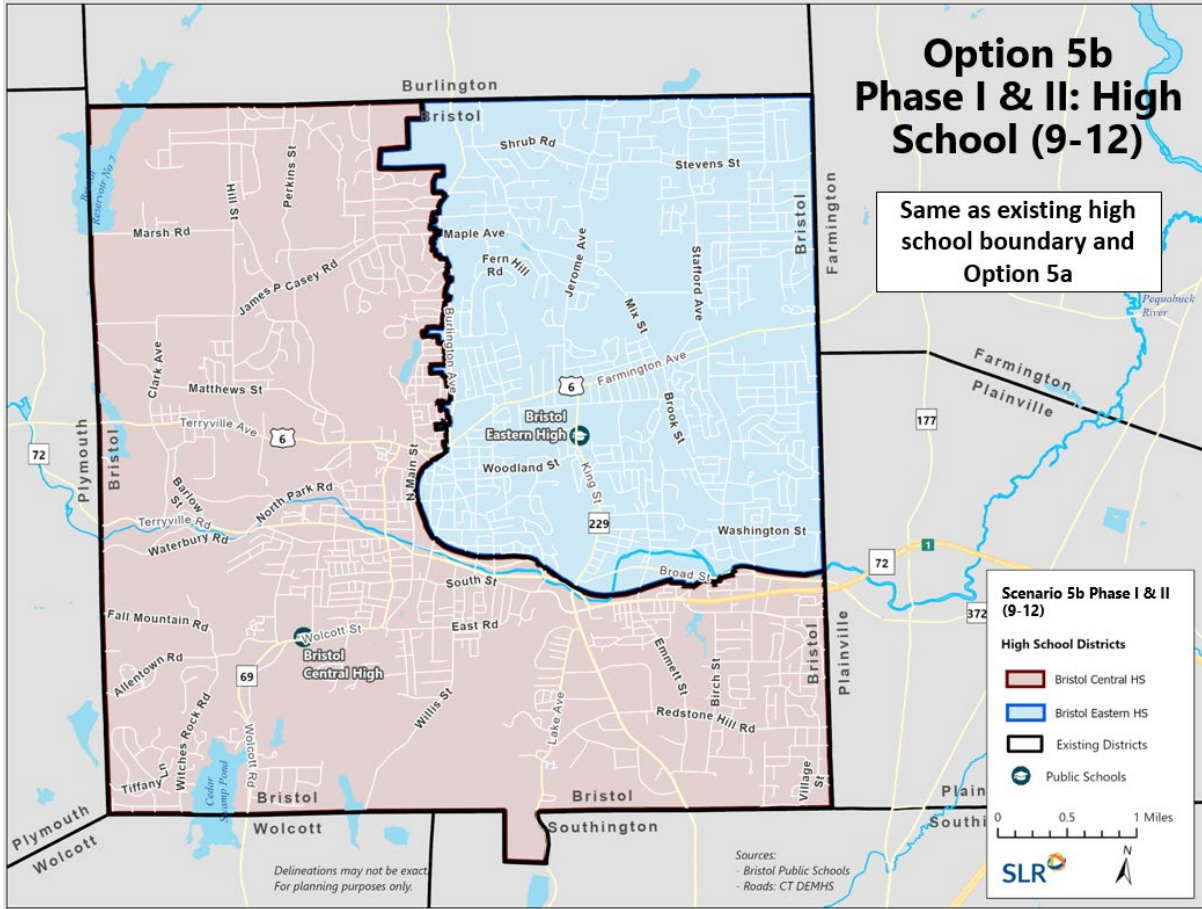 Option 5b
Phase I & II: High
School (9-12)
Same as existing high
school boundary and
Option 5a
Burlington
Bristol
Shrub Rd
Stevens St
Perkins St
Hill St
Bristol
Reservoir No 7
Marsh Rd
Maple Ave
Fern Hill
Rd
Jerome Ave
Stafford Ave
Bristol
Farmington
James P Casey Rd
Mix St
Burlington Ave
Pequabuck
River
Clark Ave
Matthews St
Farmington Ave
6
Farmington
Plainville
Terryville Ave
6
Bristol
Eastern High
Brook St
177
72
Plymouth
Bristol
N Main St
Woodland St
King St
Barlow
St
North Park Rd
Terryville Rd
Waterbury Rd
229
Washington St
1
72
Broad St
South St
372
Fall Mountain Rd
Wolcott St
East Rd
Bristol
Central High
Emmett St
Birch St
Bristol
Plainville
Allentown Rd
69
Willis St
Lake Ave
Redstone Hill Rd
Witches Rock Rd
Wolcott Rd
Tiffany Ln
Cedar
Swamp Pond
Village
St
Bristol
Bristol
Wolcott
Southington
Plymouth
Wolcott
Plain
Southi
Delineations may not be exact.
For planning purposes only.
Sources:
- Bristol Public Schools
- Roads: CT DEMHS
Scenario 5b Phase I & II
(9-12)
High School Districts
Bristol Central HS
Bristol Eastern HS
Existing Districts
Public Schools
0 0.5 1 Miles
SLR
N